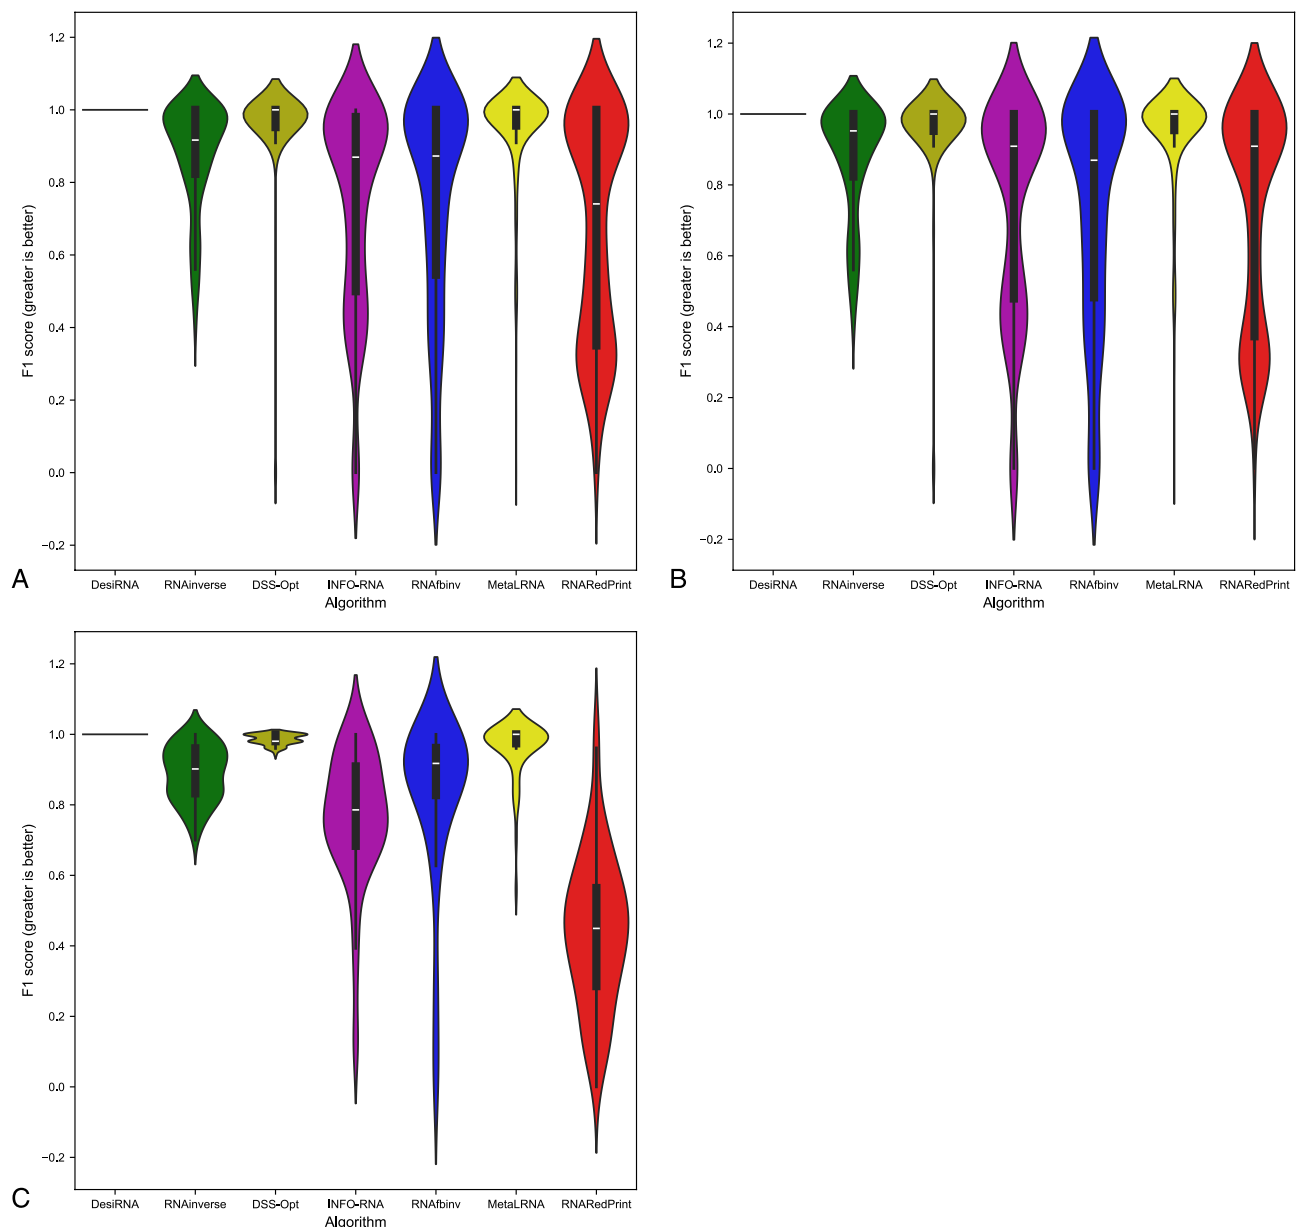 1.2
1.0
0.8
0.6
0.4
0.2
0.0
−0.2
F1 score (greater is better)
DesiRNA RNAinverse DSS-Opt INFO-RNA RNAfbinv MetaLRNA RNARedPrint
Algorithm
A
1.2
1.0
0.8
0.6
0.4
0.2
0.0
−0.2
F1 score (greater is better)
DesiRNA RNAinverse DSS-Opt INFO-RNA RNAfbinv MetaLRNA RNARedPrint
Algorithm
B
1.2
1.0
0.8
0.6
0.4
0.2
0.0
−0.2
F1 score (greater is better)
DesiRNA RNAinverse DSS-Opt INFO-RNA RNAfbinv MetaLRNA RNARedPrint
Algorithm
C